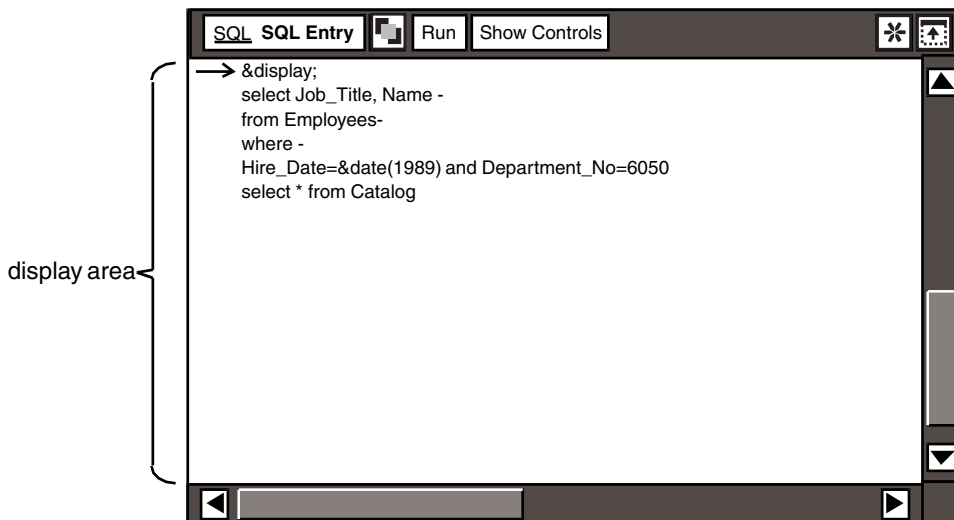 SQL SQL Entry Run Show Controls
&display;
select Job_Title, Name -
from Employees-
where -
Hire_Date=&date(1989) and Department_No=6050
select * from Catalog
display area